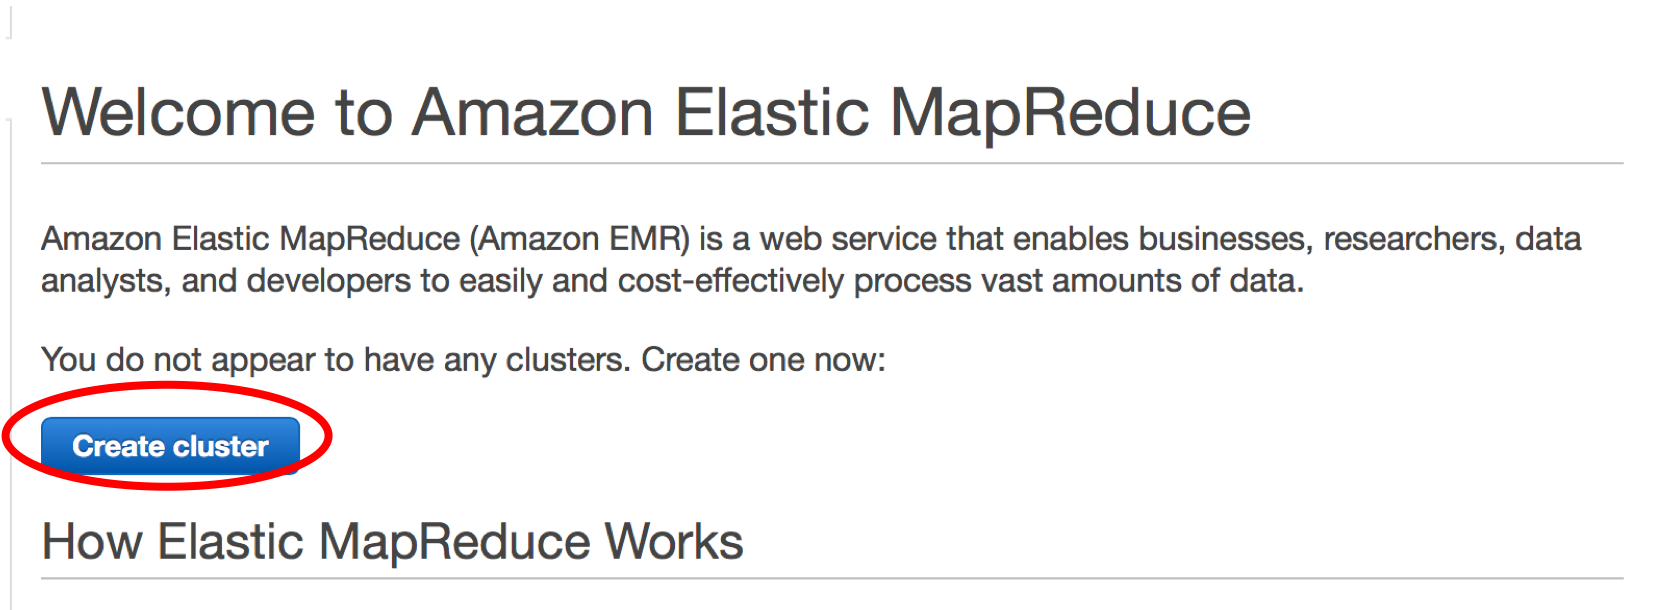 Welcome to Amazon Elastic MapReduce
Amazon Elastic MapReduce (Amazon EMR) is a web service that enables businesses, researchers, data
analysts, and developers to easily and cost-effectively process vast amounts of data.
You do not appear to have any clusters. Create one now:
Create cluster
How Elastic MapReduce Works